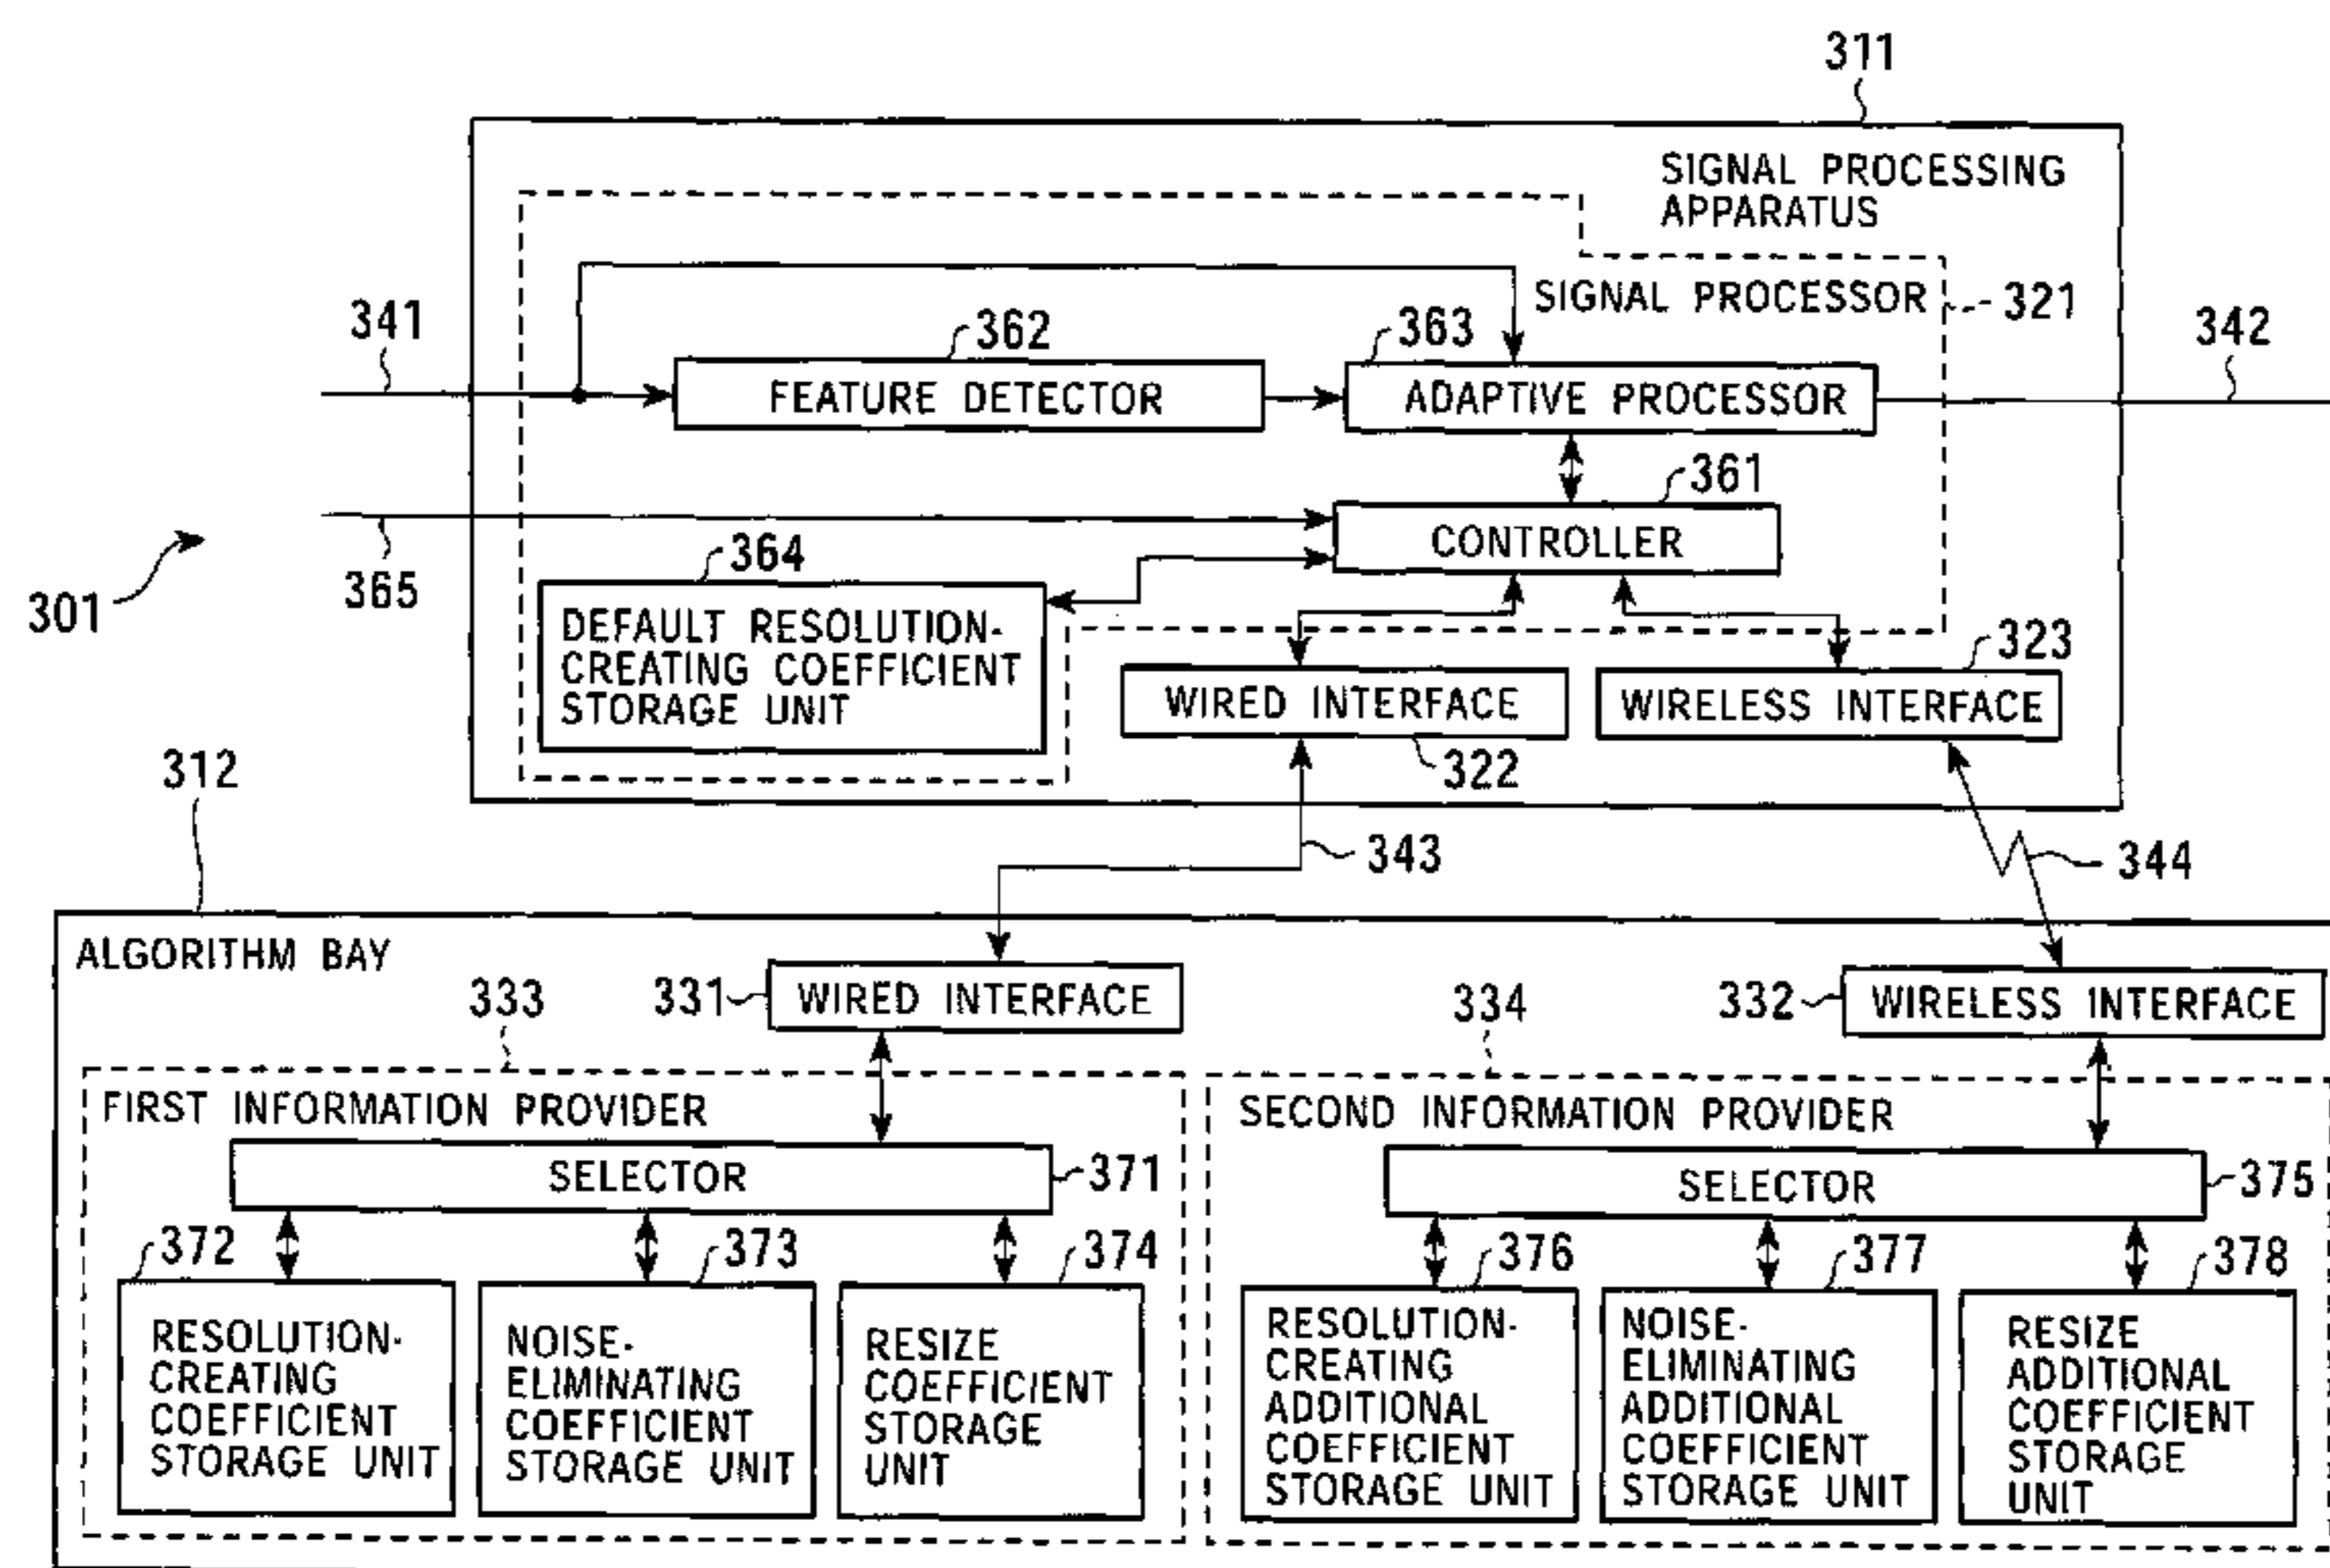 311
SIGNAL PROCESSING
APPARATUS
SIGNAL PROCESSOR
321
341
362
363
342
FEATURE DETECTOR
ADAPTIVE PROCESSOR
361
CONTROLLER
365
364
301
DEFAULT RESOLUTION-
CREATING COEFFICIENT
STORAGE UNIT
323
WIRED INTERFACE
WIRELESS INTERFACE
322
312
343
344
ALGORITHM BAY
333
331
WIRED INTERFACE
334
332
WIRELESS INTERFACE
FIRST INFORMATION PROVIDER
SECOND INFORMATION PROVIDER
SELECTOR
371
SELECTOR
375
372
373
374
376
377
378
RESOLUTION-
CREATING
COEFFICIENT
STORAGE UNIT
NOISE-
ELIMINATING
COEFFICIENT
STORAGE UNIT
RESIZE
COEFFICIENT
STORAGE
UNIT
RESOLUTION-
CREATING
ADDITIONAL
COEFFICIENT
STORAGE UNIT
NOISE-
ELIMINATING
ADDITIONAL
COEFFICIENT
STORAGE UNIT
RESIZE
ADDITIONAL
COEFFICIENT
STORAGE
UNIT